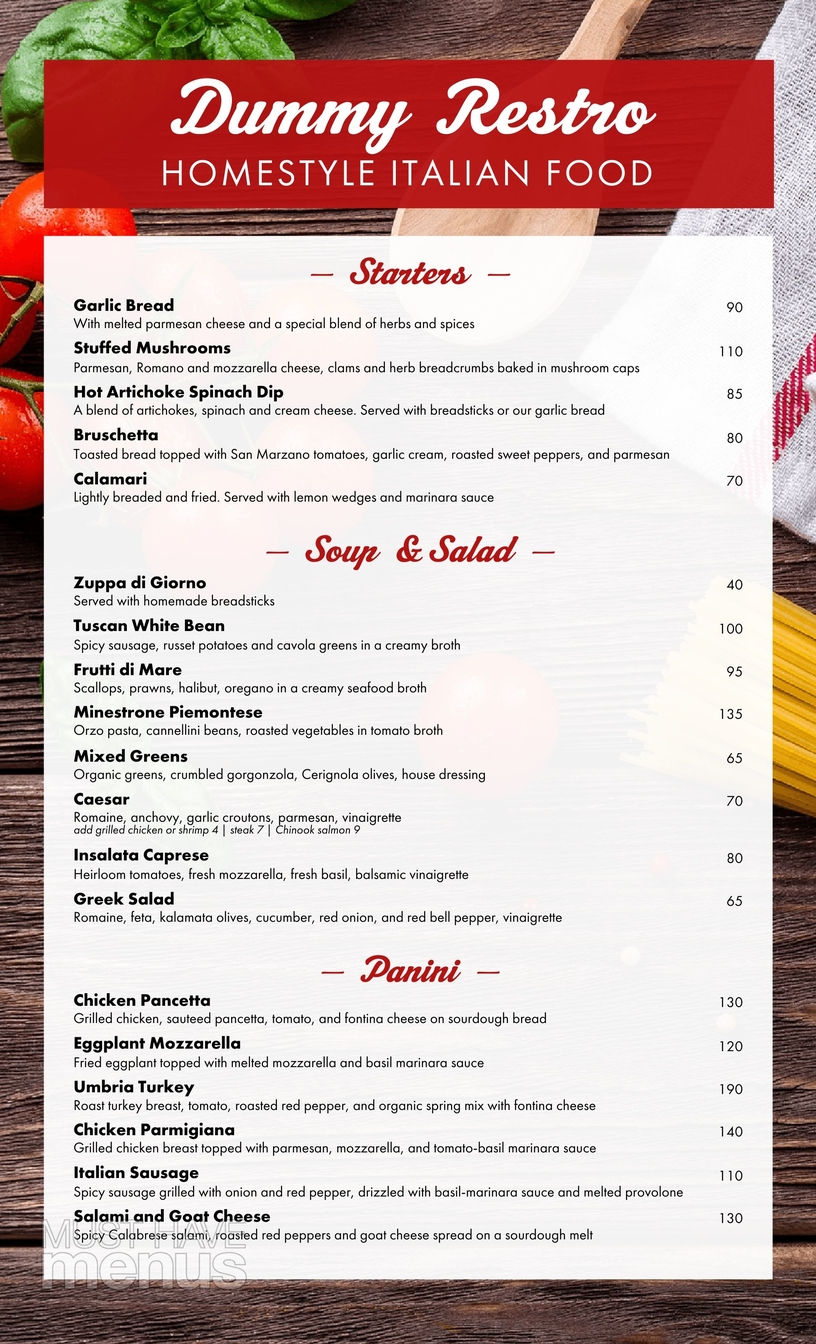 Dummy Restro
HOMESTYLE ITALIAN FOOD
— Starters —
Garlic Bread 90
With melted parmesan cheese and a special blend of herbs and spices
Stuffed Mushrooms 110
Parmesan, Romano and mozzarella cheese, clams and herb breadcrumbs baked in mushroom caps
Hot Artichoke Spinach Dip 85
A blend of artichokes, spinach and cream cheese. Served with breadsticks or our garlic bread
Bruschetta 80
Toasted bread topped with San Marzano tomatoes, garlic cream, roasted sweet peppers, and parmesan
Calamari 70
Lightly breaded and fried. Served with lemon wedges and marinara sauce
— Soup & Salad —
Zuppa di Giorno 40
Served with homemade breadsticks
Tuscan White Bean 100
Spicy sausage, russet potatoes and cavola greens in a creamy broth
Frutti di Mare 95
Scallops, prawns, halibut, oregano in a creamy seafood broth
Minestrone Piemontese 135
Orzo pasta, cannellini beans, roasted vegetables in tomato broth
Mixed Greens 65
Organic greens, crumbled gorgonzola, Cerignola olives, house dressing
Caesar 70
Romaine, anchovy, garlic croutons, parmesan, vinaigrette
add grilled chicken or shrimp 4 | steak 7 | Chinook salmon 9
Insalata Caprese 80
Heirloom tomatoes, fresh mozzarella, fresh basil, balsamic vinaigrette
Greek Salad 65
Romaine, feta, kalamata olives, cucumber, red onion, and red bell pepper, vinaigrette
— Panini —
Chicken Pancetta 130
Grilled chicken, sauteed pancetta, tomato, and fontina cheese on sourdough bread
Eggplant Mozzarella 120
Fried eggplant topped with melted mozzarella and basil marinara sauce
Umbria Turkey 190
Roast turkey breast, tomato, roasted red pepper, and organic spring mix with fontina cheese
Chicken Parmigiana 140
Grilled chicken breast topped with parmesan, mozzarella, and tomato-basil marinara sauce
Italian Sausage 110
Spicy sausage grilled with onion and red pepper, drizzled with basil-marinara sauce and melted provolone
Salami and Goat Cheese 130
Spicy Calabrese salami, roasted red peppers and goat cheese spread on a sourdough melt
MUST HAVE
menus